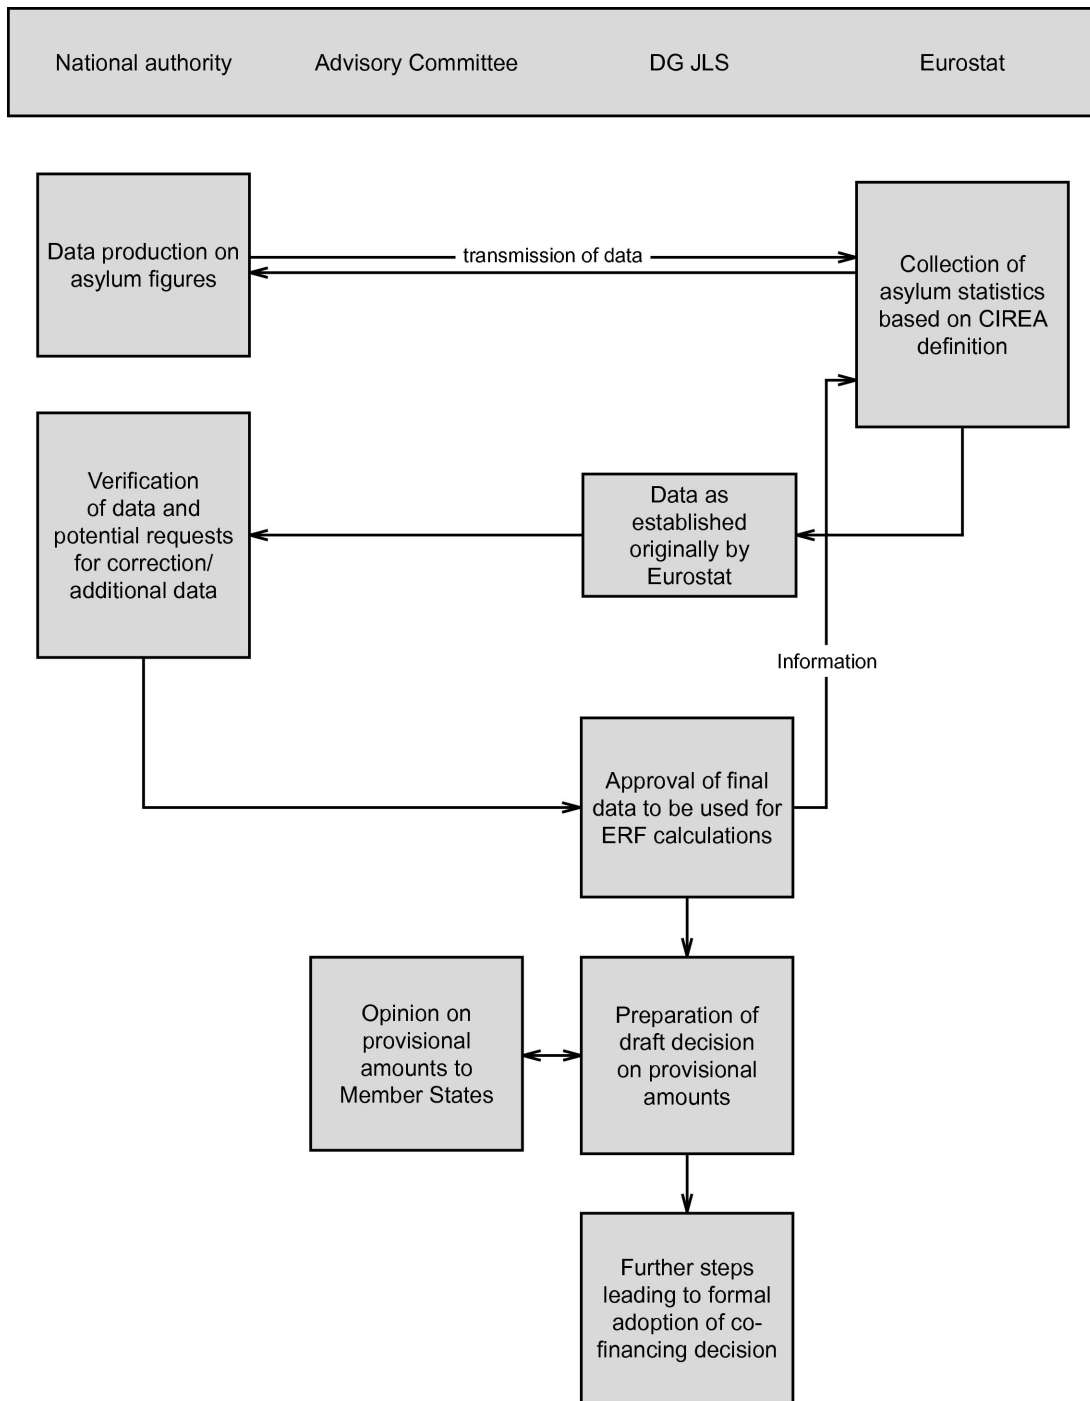 National authority
Advisory Committee
DG JLS
Eurostat
Data production on
asylum figures
transmission of data
Collection of
asylum statistics
based on CIREA
definition
Verification
of data and
potential requests
for correction/
additional data
Data as
established
originally by
Eurostat
Information
Approval of final
data to be used for
ERF calculations
Opinion on
provisional
amounts to
Member States
Preparation of
draft decision
on provisional
amounts
Further steps
leading to formal
adoption of co-
financing decision